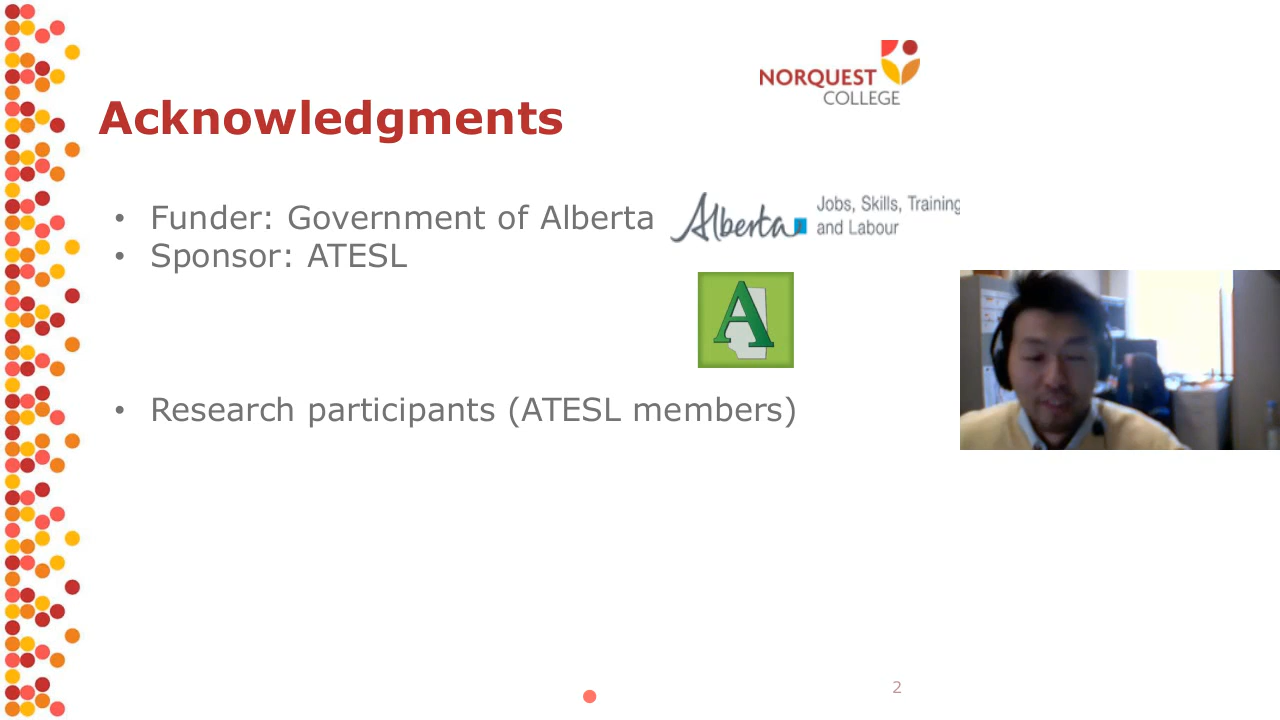 NORQUEST
COLLEGE
Acknowledgments
• Funder: Government of Alberta
Alberta Jobs, Skills, Training
and Labour
• Sponsor: ATESL
A
• Research participants (ATESL members)
2